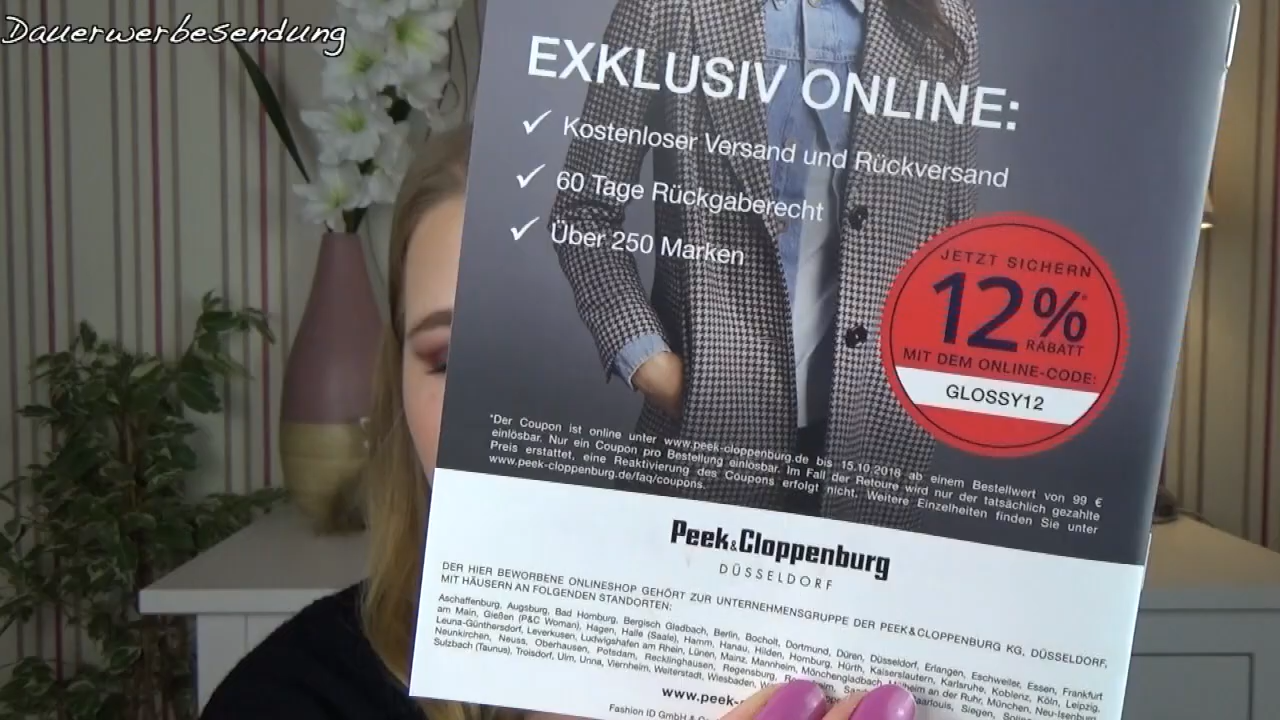 Dauerwerbesendung
EXKLUSIV ONLINE:
Kostenloser Versand und Rückversand
60 Tage Rückgaberecht
Über 250 Marken
JETZT SICHERN
12%*
RABATT
MIT DEM ONLINE-CODE:
GLOSSY12
*Der Coupon ist online unter www.peek-cloppenburg.de bis 15.10.2018 ab einem Bestellwert von 99 €
einlösbar. Nur ein Coupon pro Bestellung einlösbar. Im Fall der Retoure wird nur der tatsächlich gezahlte
Preis erstattet, eine Reaktivierung des Coupons erfolgt nicht. Weitere Einzelheiten finden Sie unter
www.peek-cloppenburg.de/faq/coupons.
Peek&Cloppenburg
DÜSSELDORF
DER HIER BEWORBENE ONLINESHOP GEHÖRT ZUR UNTERNEHMENSGRUPPE DER PEEK&CLOPPENBURG KG, DÜSSELDORF,
MIT HÄUSERN AN FOLGENDEN STANDORTEN:
Aschaffenburg, Augsburg, Bad Homburg, Bergisch Gladbach, Berlin, Bocholt, Dortmund, Düren, Düsseldorf, Erlangen, Eschweiler, Essen, Frankfurt
am Main, Gießen (P&C Woman), Hagen, Halle (Saale), Hamm, Hanau, Hilden, Homburg, Hürth, Kaiserslautern, Karlsruhe, Koblenz, Köln, Leipzig,
Leuna-Günthersdorf, Leverkusen, Ludwigshafen am Rhein, Lünen, Mainz, Mannheim, Mönchengladbach, Mülheim an der Ruhr, München, Neu-Isenburg,
Neunkirchen, Neuss, Oberhausen, Potsdam, Recklinghausen, Regensburg, Saarlouis, Siegen,
Sulzbach (Taunus), Troisdorf, Ulm, Unna, Viernheim, Weiterstadt, Wiesbaden,
www.peek-
Fashion ID GmbH &